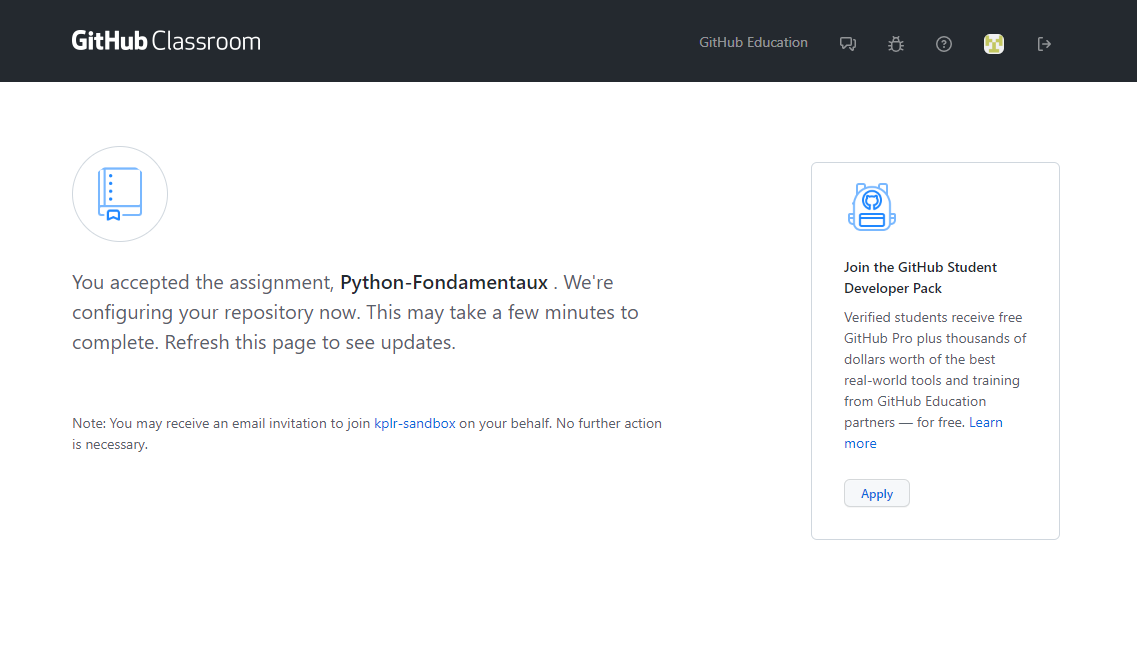 GitHub Classroom
GitHub Education
You accepted the assignment, Python-Fondamentaux . We're
configuring your repository now. This may take a few minutes to
complete. Refresh this page to see updates.
Note: You may receive an email invitation to join kplr-sandbox on your behalf. No further action
is necessary.
Join the GitHub Student
Developer Pack
Verified students receive free
GitHub Pro plus thousands of
dollars worth of the best
real-world tools and training
from GitHub Education
partners — for free. Learn
more
Apply